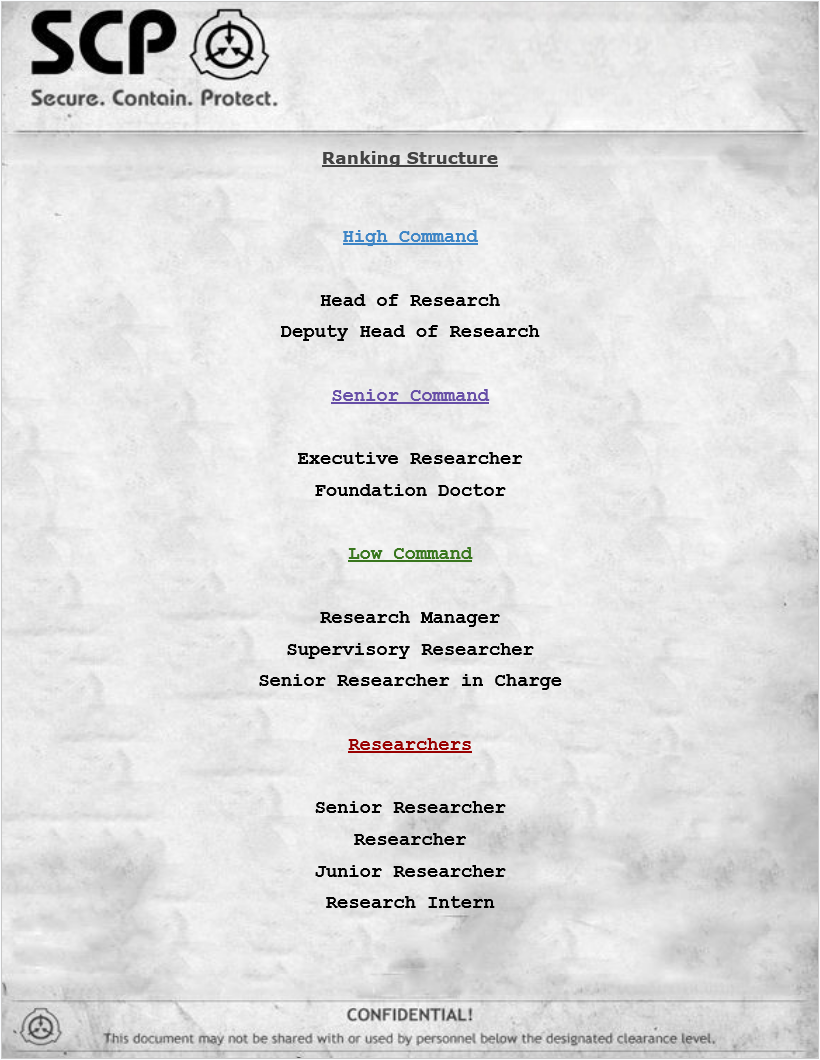 SCP
Secure. Contain. Protect.
Ranking Structure
High Command
Head of Research
Deputy Head of Research
Senior Command
Executive Researcher
Foundation Doctor
Low Command
Research Manager
Supervisory Researcher
Senior Researcher in Charge
Researchers
Senior Researcher
Researcher
Junior Researcher
Research Intern
CONFIDENTIAL!
This document may not be shared with or used by personnel below the designated clearance level.